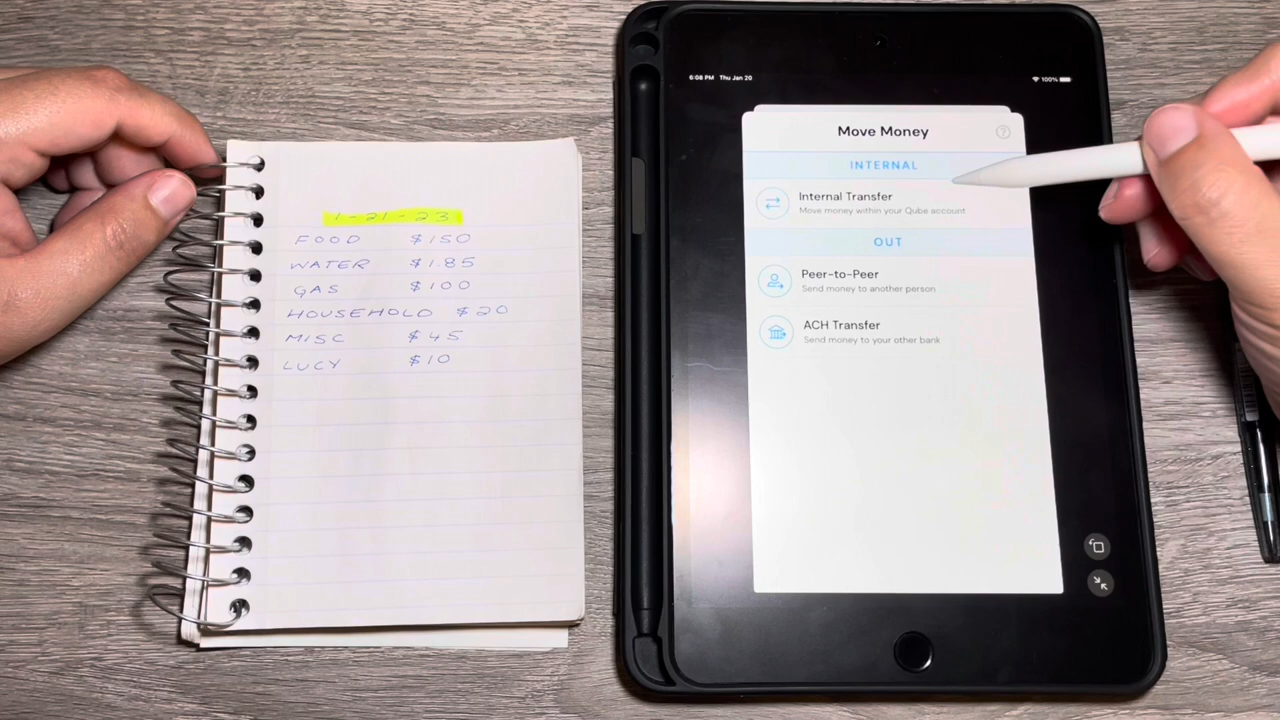 1-21-23
FOOD $150
WATER $1.85
GAS $100
HOUSEHOLD $20
MISC $45
LUCY $10
6:08 PM Thu Jan 20
100%
Move Money
?
INTERNAL
Internal Transfer
Move money within your Qube account
OUT
Peer-to-Peer
Send money to another person
ACH Transfer
Send money to your other bank